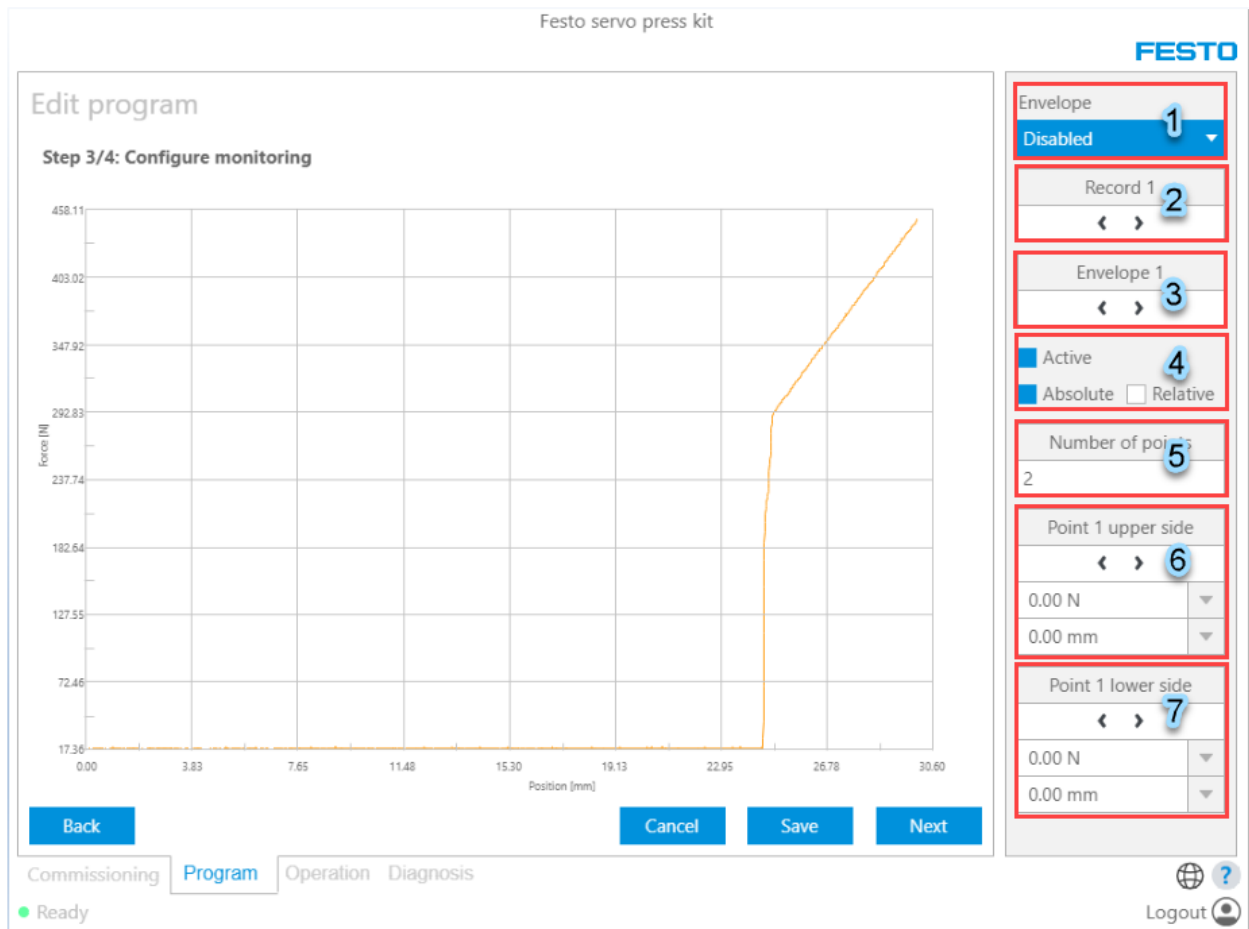 Festo servo press kit
FESTO
Edit program
Step 3/4: Configure monitoring
458.11
403.02
347.92
292.83
237.74
182.64
127.55
72.46
17.36
Force [N]
0.00 3.83 7.65 11.48 15.30 19.13 22.95 26.78 30.60
Position [mm]
Back Cancel Save Next
Envelope
1
Disabled
Record 1
2
Envelope 1
3
Active
4
Absolute Relative
Number of points
5
2
Point 1 upper side
6
0.00 N
0.00 mm
Point 1 lower side
7
0.00 N
0.00 mm
Commissioning Program Operation Diagnosis
?
Ready
Logout